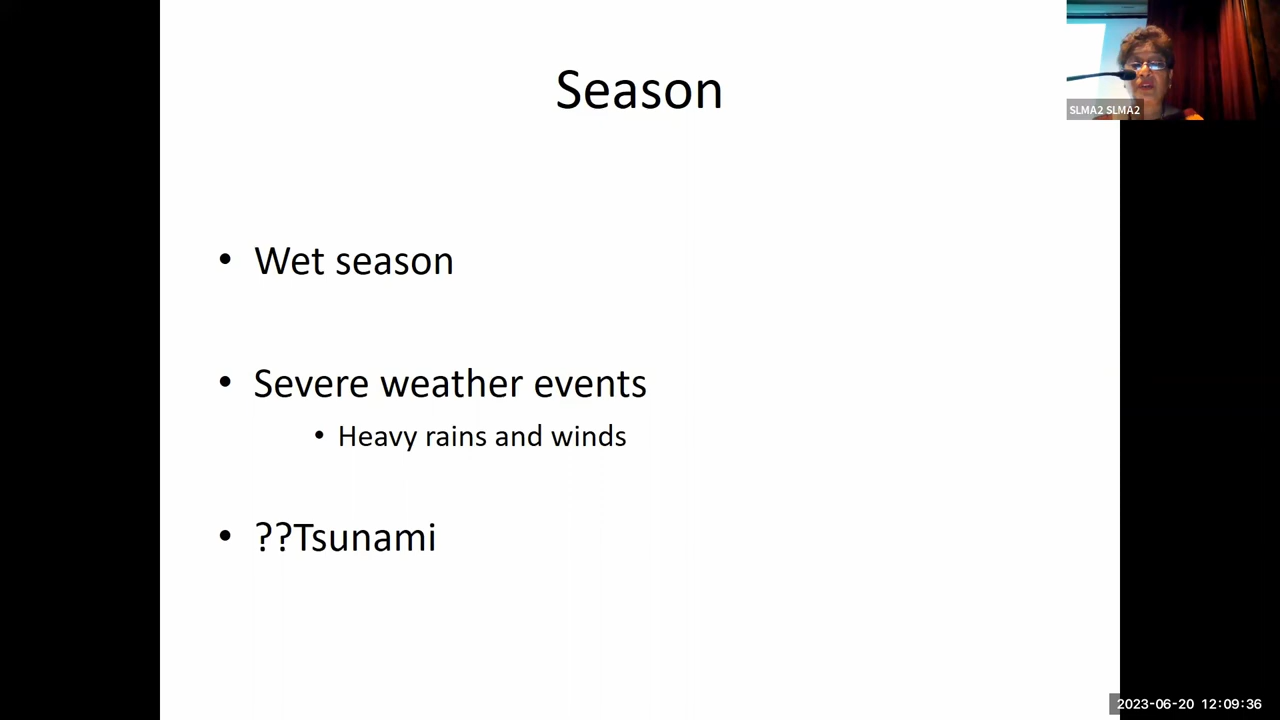 Season
SLMA2 SLMA2
• Wet season
• Severe weather events
• Heavy rains and winds
• ??Tsunami
2023-06-20 12:09:36